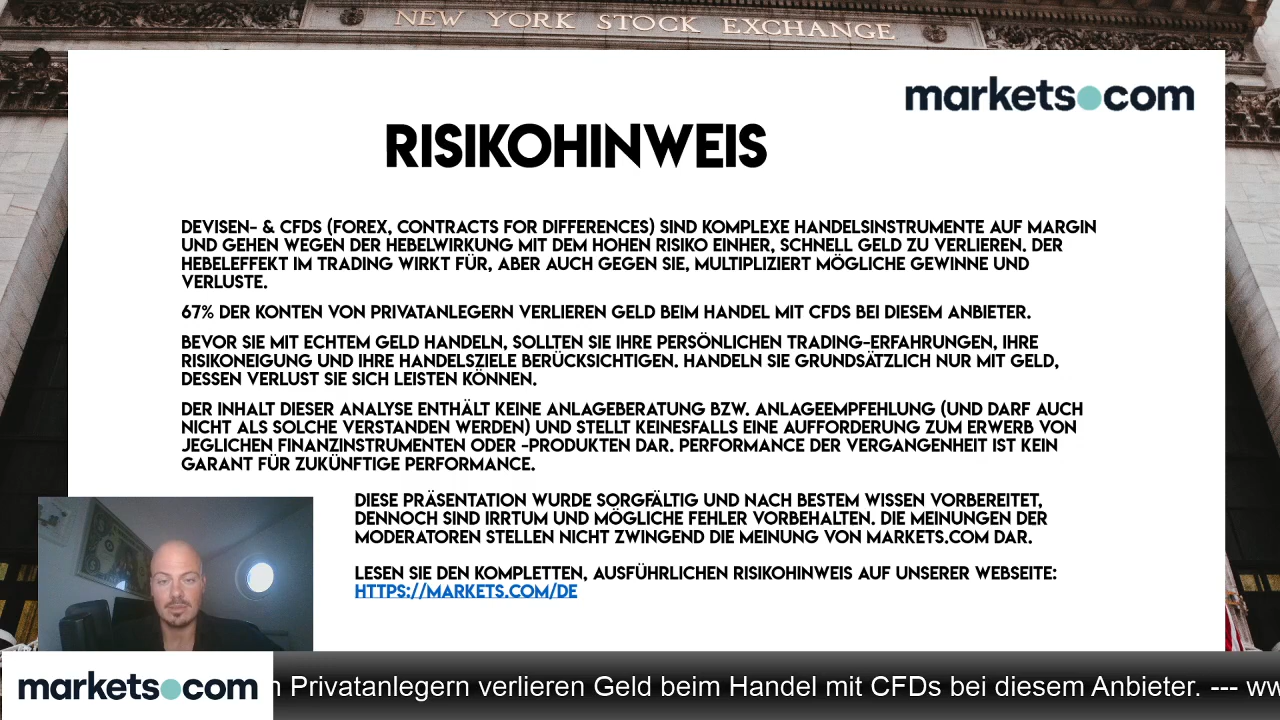 NEW YORK STOCK EXCHANGE
markets.com
RISIKOHINWEIS
DEVISEN- & CFDS (FOREX, CONTRACTS FOR DIFFERENCES) SIND KOMPLEXE HANDELSINSTRUMENTE AUF MARGIN
UND GEHEN WEGEN DER HEBELWIRKUNG MIT DEM HOHEN RISIKO EINHER, SCHNELL GELD ZU VERLIEREN. DER
HEBELEFFEKT IM TRADING WIRKT FÜR, ABER AUCH GEGEN SIE, MULTIPLIZIERT MÖGLICHE GEWINNE UND
VERLUSTE.
67% DER KONTEN VON PRIVATANLEGERN VERLIEREN GELD BEIM HANDEL MIT CFDS BEI DIESEM ANBIETER.
BEVOR SIE MIT ECHTEM GELD HANDELN, SOLLTEN SIE IHRE PERSÖNLICHEN TRADING-ERFAHRUNGEN, IHRE
RISIKONEIGUNG UND IHRE HANDELSZIELE BERÜCKSICHTIGEN. HANDELN SIE GRUNDSÄTZLICH NUR MIT GELD,
DESSEN VERLUST SIE SICH LEISTEN KÖNNEN.
DER INHALT DIESER ANALYSE ENTHÄLT KEINE ANLAGEBERATUNG BZW. ANLAGEEMPFEHLUNG (UND DARF AUCH
NICHT ALS SOLCHE VERSTANDEN WERDEN) UND STELLT KEINESFALLS EINE AUFFORDERUNG ZUM ERWERB VON
JEGLICHEN FINANZINSTRUMENTEN ODER -PRODUKTEN DAR. PERFORMANCE DER VERGANGENHEIT IST KEIN
GARANT FÜR ZUKÜNFTIGE PERFORMANCE.
DIESE PRÄSENTATION WURDE SORGFÄLTIG UND NACH BESTEM WISSEN VORBEREITET,
DENNOCH SIND IRRTUM UND MÖGLICHE FEHLER VORBEHALTEN. DIE MEINUNGEN DER
MODERATOREN STELLEN NICHT ZWINGEND DIE MEINUNG VON MARKETS.COM DAR.
LESEN SIE DEN KOMPLETTEN, AUSFÜHRLICHEN RISIKOHINWEIS AUF UNSERER WEBSEITE:
HTTPS://MARKETS.COM/DE
markets.com
n Privatanlegern verlieren Geld beim Handel mit CFDs bei diesem Anbieter. --- ww